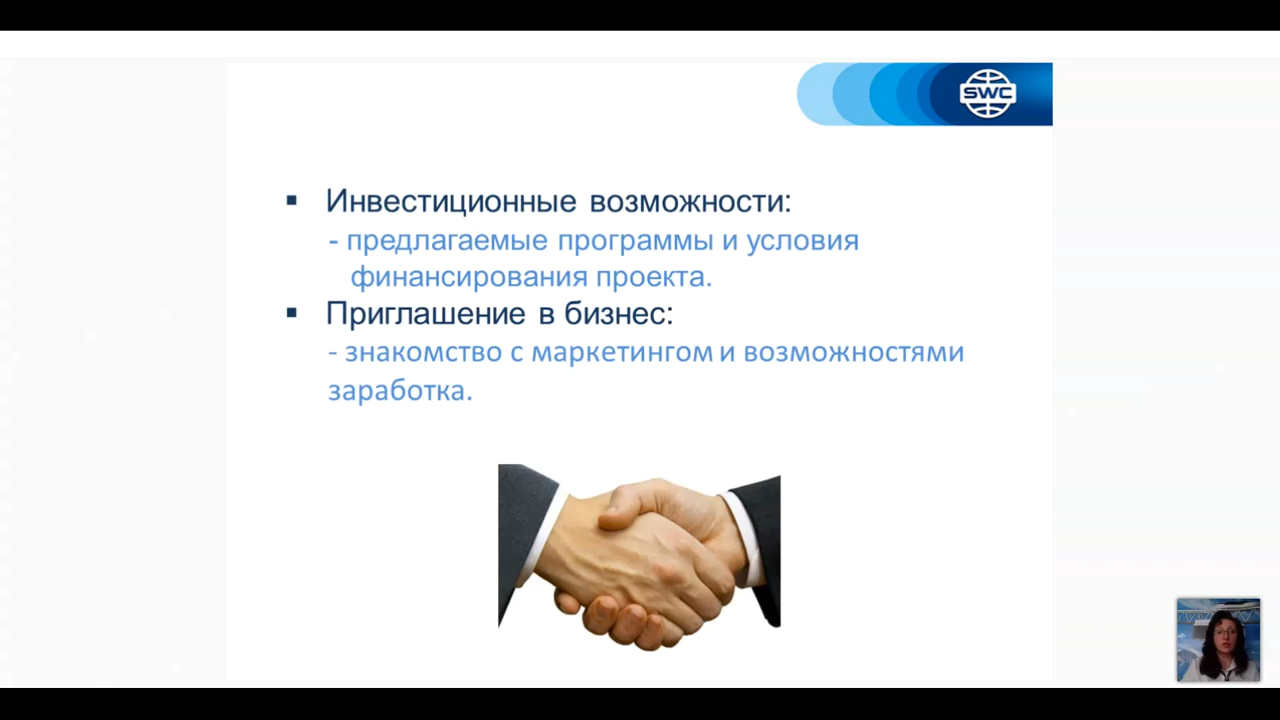 SWC
▪ Инвестиционные возможности:
- предлагаемые программы и условия
финансирования проекта.
▪ Приглашение в бизнес:
- знакомство с маркетингом и возможностями
заработка.